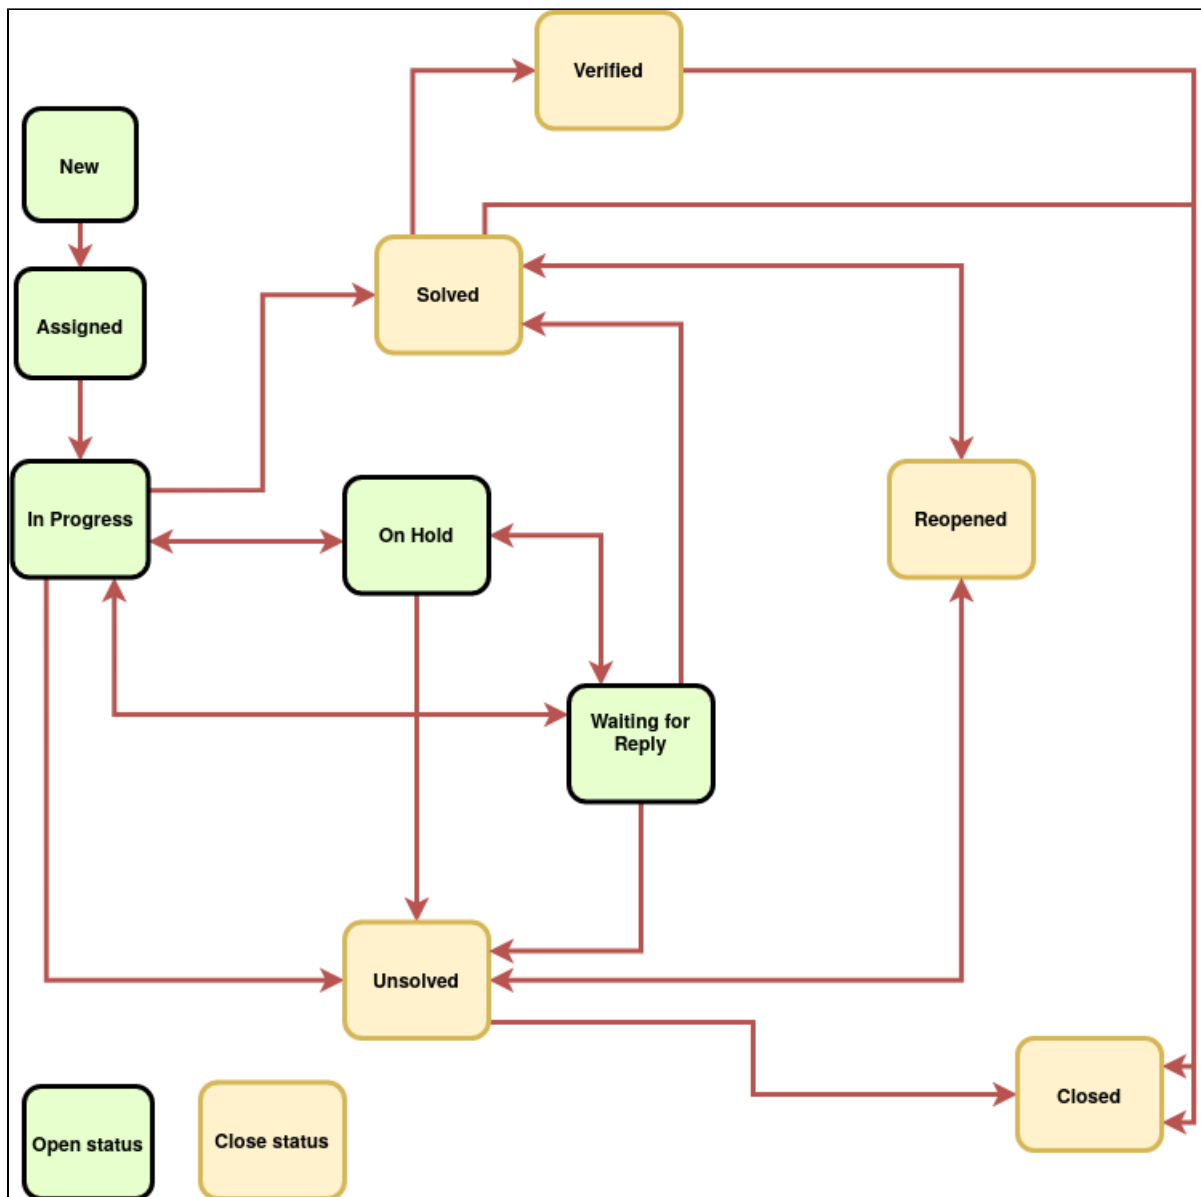 Verified
New
Solved
Assigned
In Progress
On Hold
Reopened
Waiting for
Reply
Unsolved
Closed
Open status
Close status